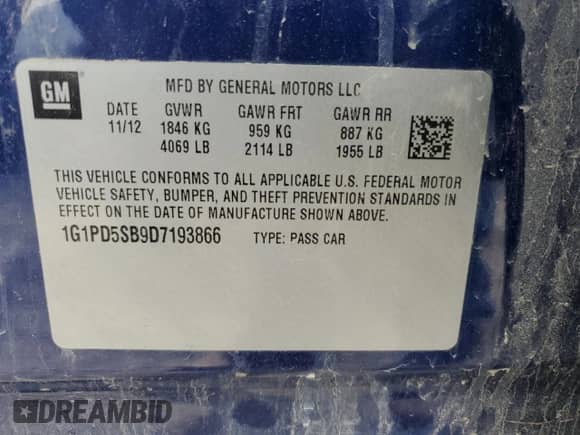 GM
MFD BY GENERAL MOTORS LLC
DATE GVWR GAWR FRT GAWR RR
11/12 1846 KG 959 KG 887 KG
4069 LB 2114 LB 1955 LB
THIS VEHICLE CONFORMS TO ALL APPLICABLE U.S. FEDERAL MOTOR
VEHICLE SAFETY, BUMPER, AND THEFT PREVENTION STANDARDS IN
EFFECT ON THE DATE OF MANUFACTURE SHOWN ABOVE.
1G1PD5SB9D7193866 TYPE: PASS CAR
DREAMBID